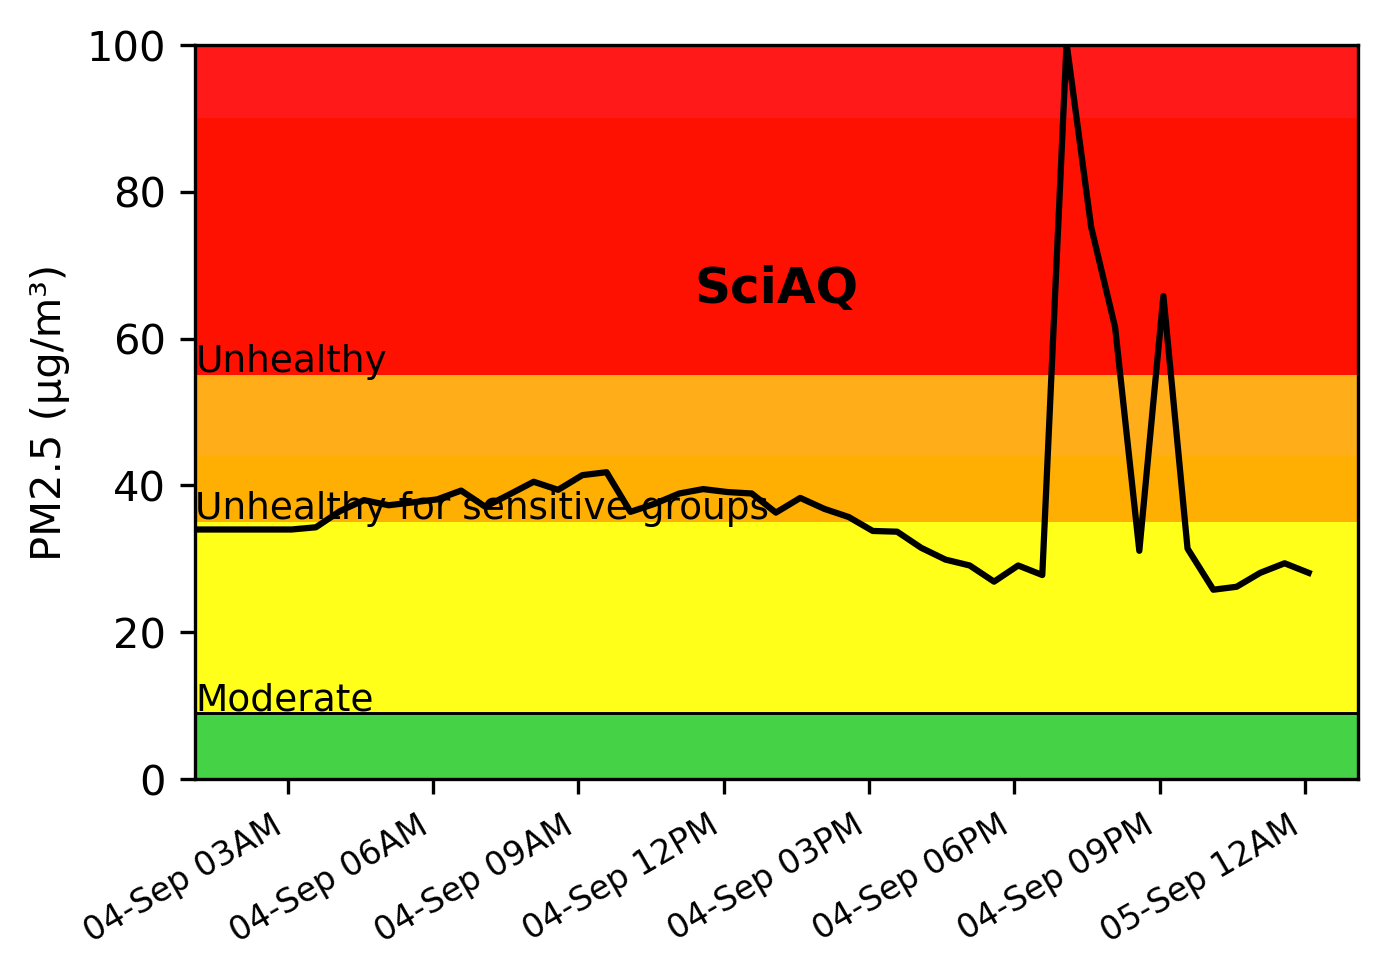 100
80
60
40
20
0
PM2.5 (µg/m³)
SciAQ
Unhealthy
Unhealthy for sensitive groups
Moderate
04-Sep 03AM
04-Sep 06AM
04-Sep 09AM
04-Sep 12PM
04-Sep 03PM
04-Sep 06PM
04-Sep 09PM
05-Sep 12AM